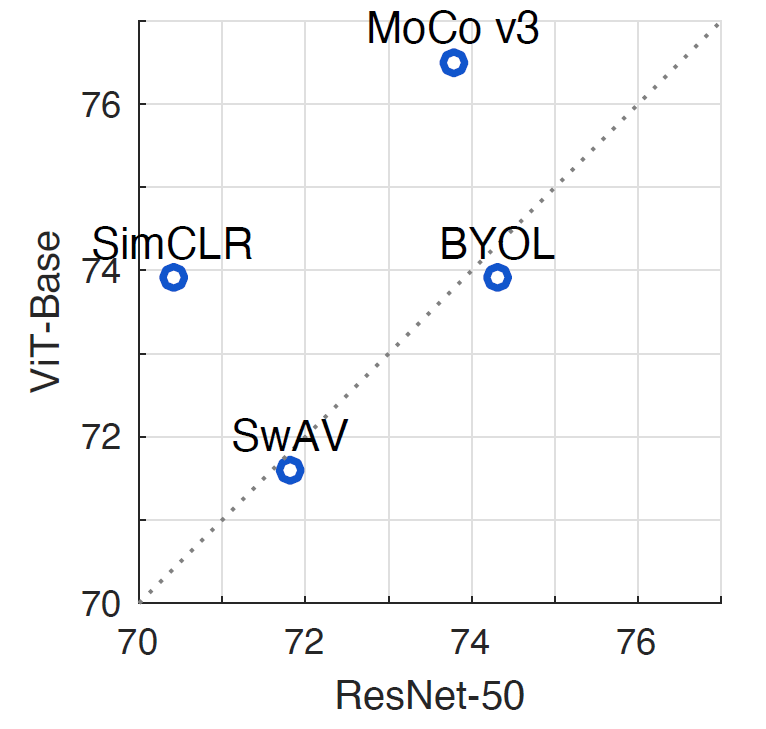 MoCo v3
76
SimCLR
BYOL
74
ViT-Base
SwAV
72
70
70 72 74 76
ResNet-50